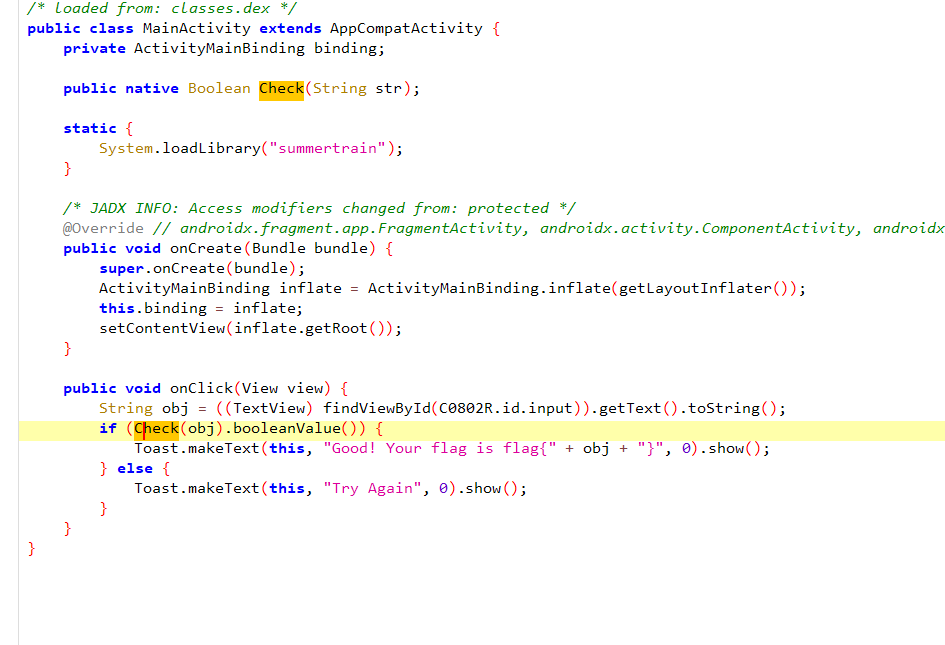 /* loaded from: classes.dex */
public class MainActivity extends AppCompatActivity {
    private ActivityMainBinding binding;

    public native Boolean Check(String str);

    static {
        System.loadLibrary("summertrain");
    }

    /* JADX INFO: Access modifiers changed from: protected */
    @Override // androidx.fragment.app.FragmentActivity, androidx.activity.ComponentActivity, androidx
    public void onCreate(Bundle bundle) {
        super.onCreate(bundle);
        ActivityMainBinding inflate = ActivityMainBinding.inflate(getLayoutInflater());
        this.binding = inflate;
        setContentView(inflate.getRoot());
    }

    public void onClick(View view) {
        String obj = ((TextView) findViewById(C0802R.id.input)).getText().toString();
        if (Check(obj).booleanValue()) {
            Toast.makeText(this, "Good! Your flag is flag{" + obj + "}", 0).show();
        } else {
            Toast.makeText(this, "Try Again", 0).show();
        }
    }
}